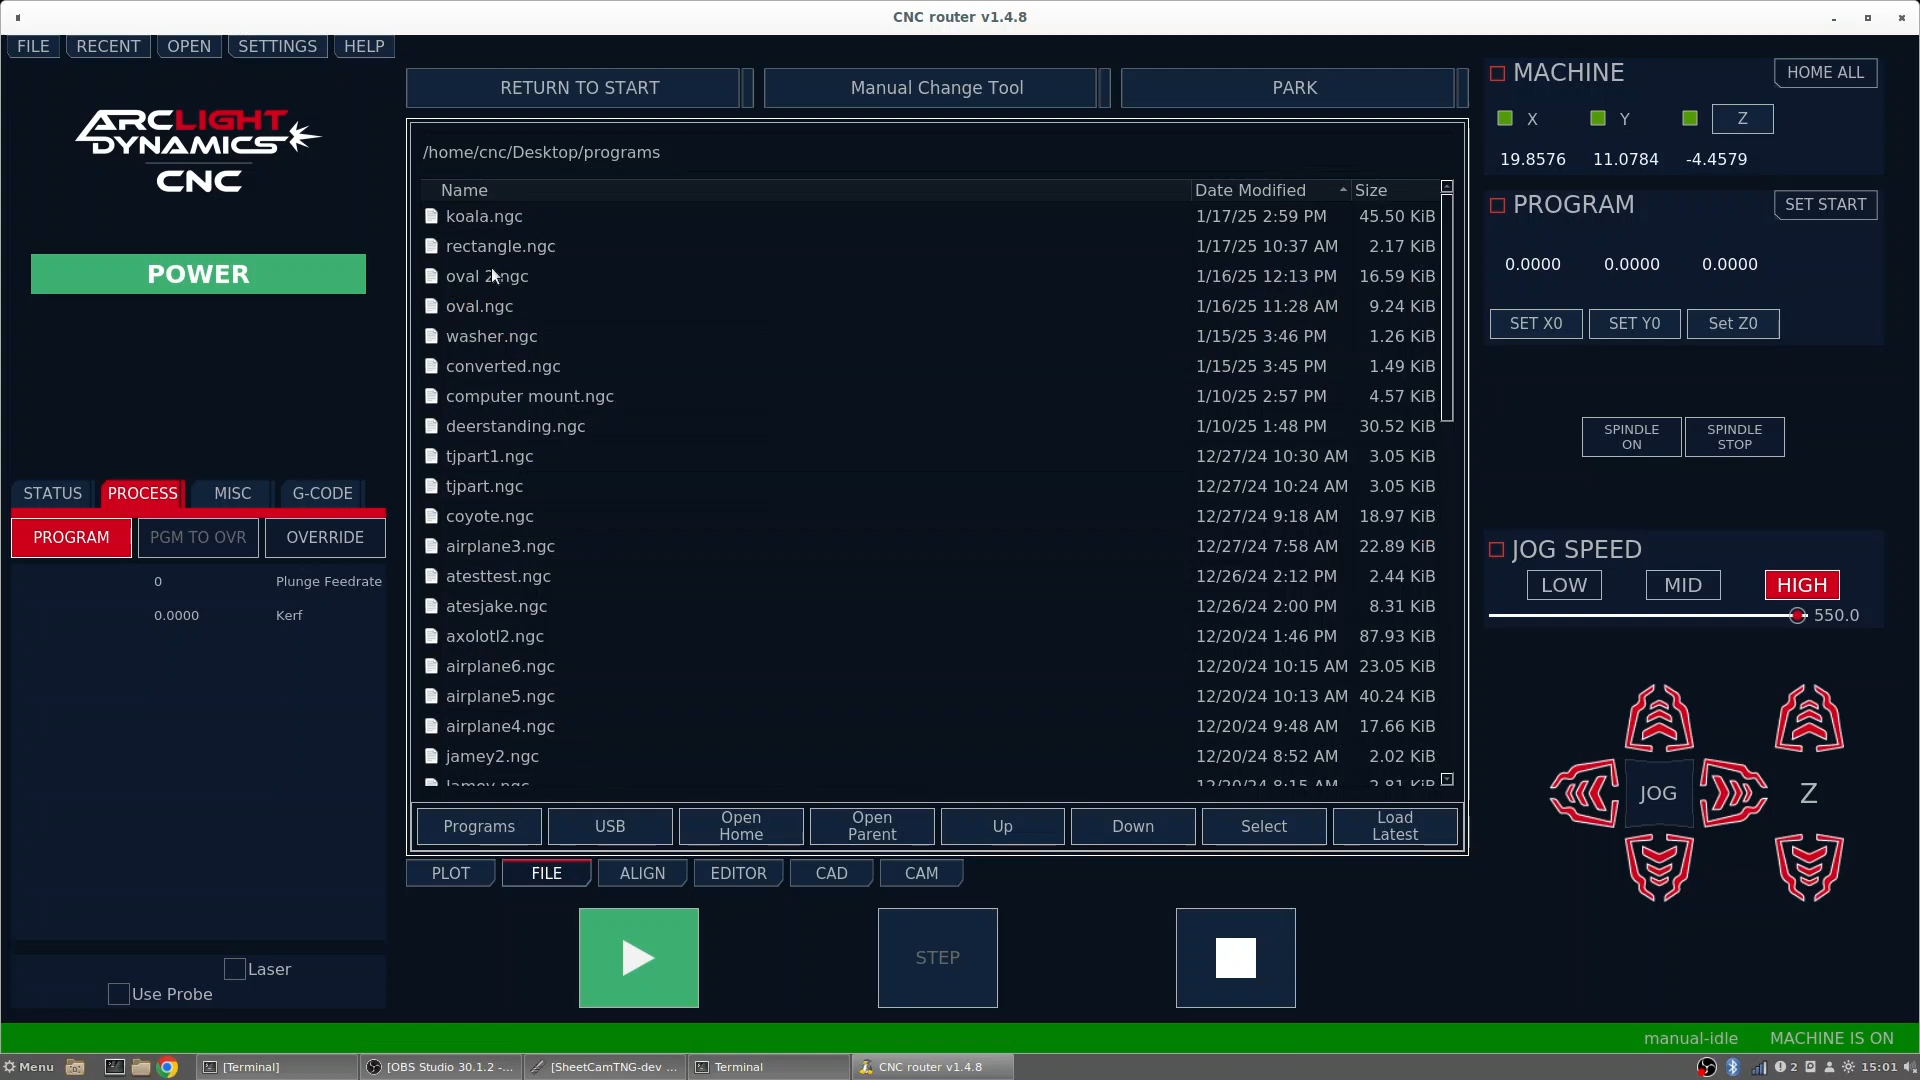 CNC router v1.4.8
FILE RECENT OPEN SETTINGS HELP
ARCLIGHT
DYNAMICS
CNC
POWER
STATUS PROCESS MISC G-CODE
PROGRAM PGM TO OVR OVERRIDE
0 Plunge Feedrate
0.0000 Kerf
Laser
Use Probe
RETURN TO START Manual Change Tool PARK
/home/cnc/Desktop/programs
Name Date Modified Size
koala.ngc 1/17/25 2:59 PM 45.50 KiB
rectangle.ngc 1/17/25 10:37 AM 2.17 KiB
oval 2.ngc 1/16/25 12:13 PM 16.59 KiB
oval.ngc 1/16/25 11:28 AM 9.24 KiB
washer.ngc 1/15/25 3:46 PM 1.26 KiB
converted.ngc 1/15/25 3:45 PM 1.49 KiB
computer mount.ngc 1/10/25 2:57 PM 4.57 KiB
deerstanding.ngc 1/10/25 1:48 PM 30.52 KiB
tjpart1.ngc 12/27/24 10:30 AM 3.05 KiB
tjpart.ngc 12/27/24 10:24 AM 3.05 KiB
coyote.ngc 12/27/24 9:18 AM 18.97 KiB
airplane3.ngc 12/27/24 7:58 AM 22.89 KiB
atesttest.ngc 12/26/24 2:12 PM 2.44 KiB
atesjake.ngc 12/26/24 2:00 PM 8.31 KiB
axolotl2.ngc 12/20/24 1:46 PM 87.93 KiB
airplane6.ngc 12/20/24 10:15 AM 23.05 KiB
airplane5.ngc 12/20/24 10:13 AM 40.24 KiB
airplane4.ngc 12/20/24 9:48 AM 17.66 KiB
jamey2.ngc 12/20/24 8:52 AM 2.02 KiB
12/20/24 8:15 AM 2.81 KiB
Programs USB Open Home Open Parent Up Down Select Load Latest
PLOT FILE ALIGN EDITOR CAD CAM
STEP
MACHINE HOME ALL
X Y Z
19.8576 11.0784 -4.4579
PROGRAM SET START
0.0000 0.0000 0.0000
SET X0 SET Y0 Set Z0
SPINDLE ON SPINDLE STOP
JOG SPEED
LOW MID HIGH
550.0
JOG Z
manual-idle MACHINE IS ON
Menu [Terminal] [OBS Studio 30.1.2 -... [SheetCamTNG-dev ... Terminal CNC router v1.4.8 2 15:01